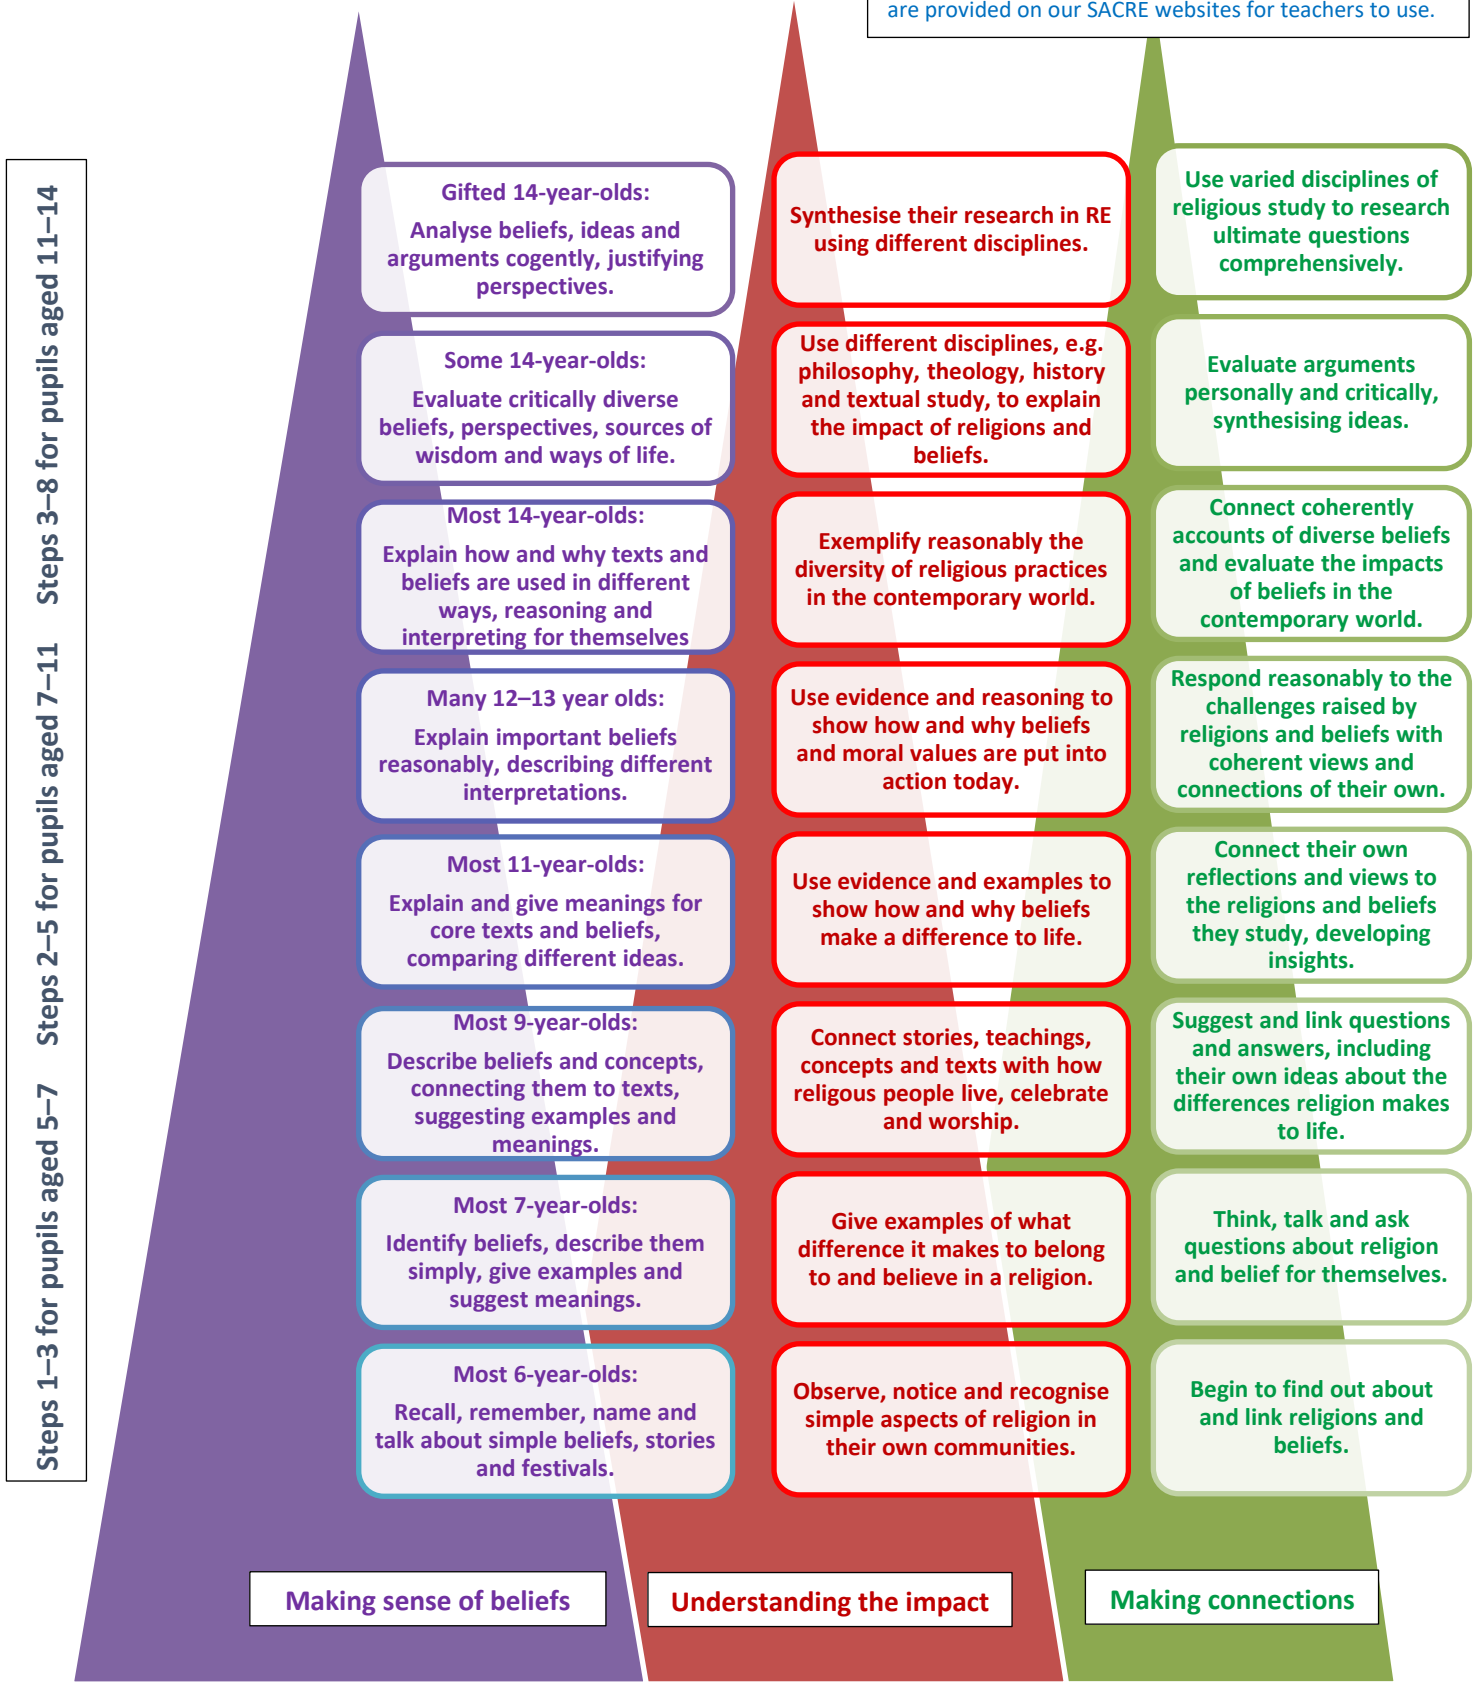 are provided on our SACRE websites for teachers to use.
Steps 1–3 for pupils aged 5–7 Steps 2–5 for pupils aged 7–11 Steps 3–8 for pupils aged 11–14
Gifted 14-year-olds:
Analyse beliefs, ideas and
arguments cogently, justifying
perspectives.
Synthesise their research in RE
using different disciplines.
Use varied disciplines of
religious study to research
ultimate questions
comprehensively.
Some 14-year-olds:
Evaluate critically diverse
beliefs, perspectives, sources of
wisdom and ways of life.
Use different disciplines, e.g.
philosophy, theology, history
and textual study, to explain
the impact of religions and
beliefs.
Evaluate arguments
personally and critically,
synthesising ideas.
Most 14-year-olds:
Explain how and why texts and
beliefs are used in different
ways, reasoning and
interpreting for themselves
Exemplify reasonably the
diversity of religious practices
in the contemporary world.
Connect coherently
accounts of diverse beliefs
and evaluate the impacts
of beliefs in the
contemporary world.
Many 12–13 year olds:
Explain important beliefs
reasonably, describing different
interpretations.
Use evidence and reasoning to
show how and why beliefs
and moral values are put into
action today.
Respond reasonably to the
challenges raised by
religions and beliefs with
coherent views and
connections of their own.
Most 11-year-olds:
Explain and give meanings for
core texts and beliefs,
comparing different ideas.
Use evidence and examples to
show how and why beliefs
make a difference to life.
Connect their own
reflections and views to
the religions and beliefs
they study, developing
insights.
Most 9-year-olds:
Describe beliefs and concepts,
connecting them to texts,
suggesting examples and
meanings.
Connect stories, teachings,
concepts and texts with how
religous people live, celebrate
and worship.
Suggest and link questions
and answers, including
their own ideas about the
differences religion makes
to life.
Most 7-year-olds:
Identify beliefs, describe them
simply, give examples and
suggest meanings.
Give examples of what
difference it makes to belong
to and believe in a religion.
Think, talk and ask
questions about religion
and belief for themselves.
Most 6-year-olds:
Recall, remember, name and
talk about simple beliefs, stories
and festivals.
Observe, notice and recognise
simple aspects of religion in
their own communities.
Begin to find out about
and link religions and
beliefs.
Making sense of beliefs
Understanding the impact
Making connections